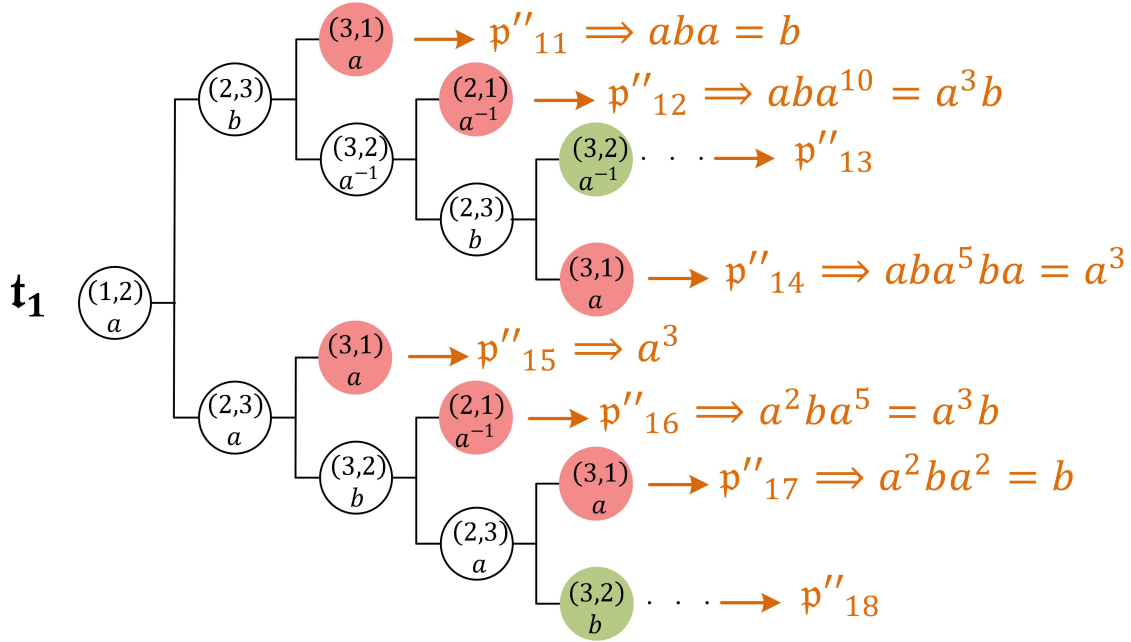 (3,1)
a
𝔭″₁₁ ⟹ aba = b
(2,3)
b
(2,1)
a⁻¹
𝔭″₁₂ ⟹ aba¹⁰ = a³b
(3,2)
a⁻¹
(3,2)
a⁻¹
. . .
𝔭″₁₃
(2,3)
b
(3,1)
a
𝔭″₁₄ ⟹ aba⁵ba = a³
𝔱₁
(1,2)
a
(3,1)
a
𝔭″₁₅ ⟹ a³
(2,3)
a
(2,1)
a⁻¹
𝔭″₁₆ ⟹ a²ba⁵ = a³b
(3,2)
b
(3,1)
a
𝔭″₁₇ ⟹ a²ba² = b
(2,3)
a
(3,2)
b
. . .
𝔭″₁₈